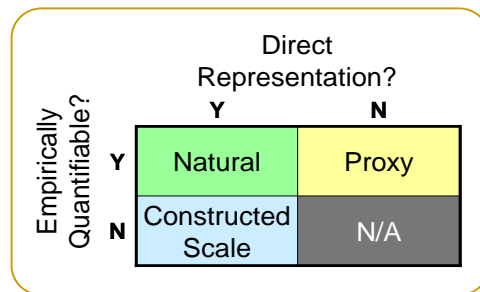 Direct
Representation?
Y N
Empirically
Quantifiable?
Y Natural Proxy
N Constructed
Scale N/A